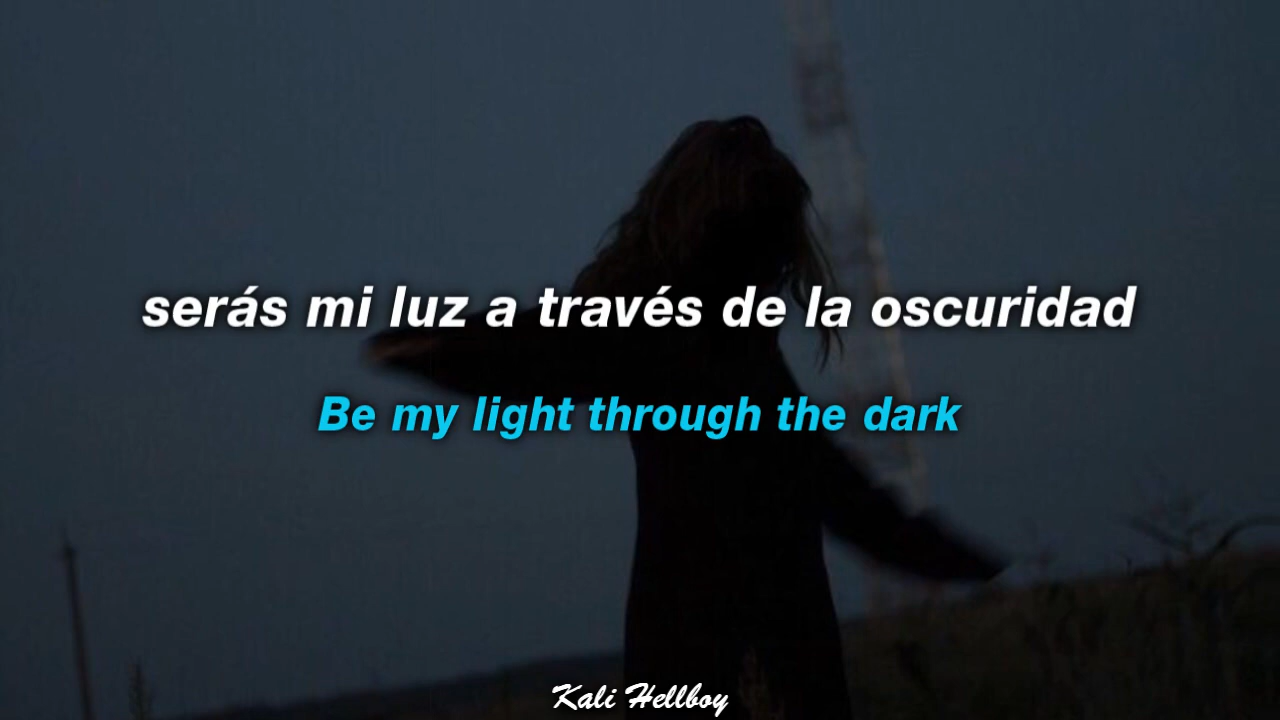 serás mi luz a través de la oscuridad
Be my light through the dark
Kali Hellboy